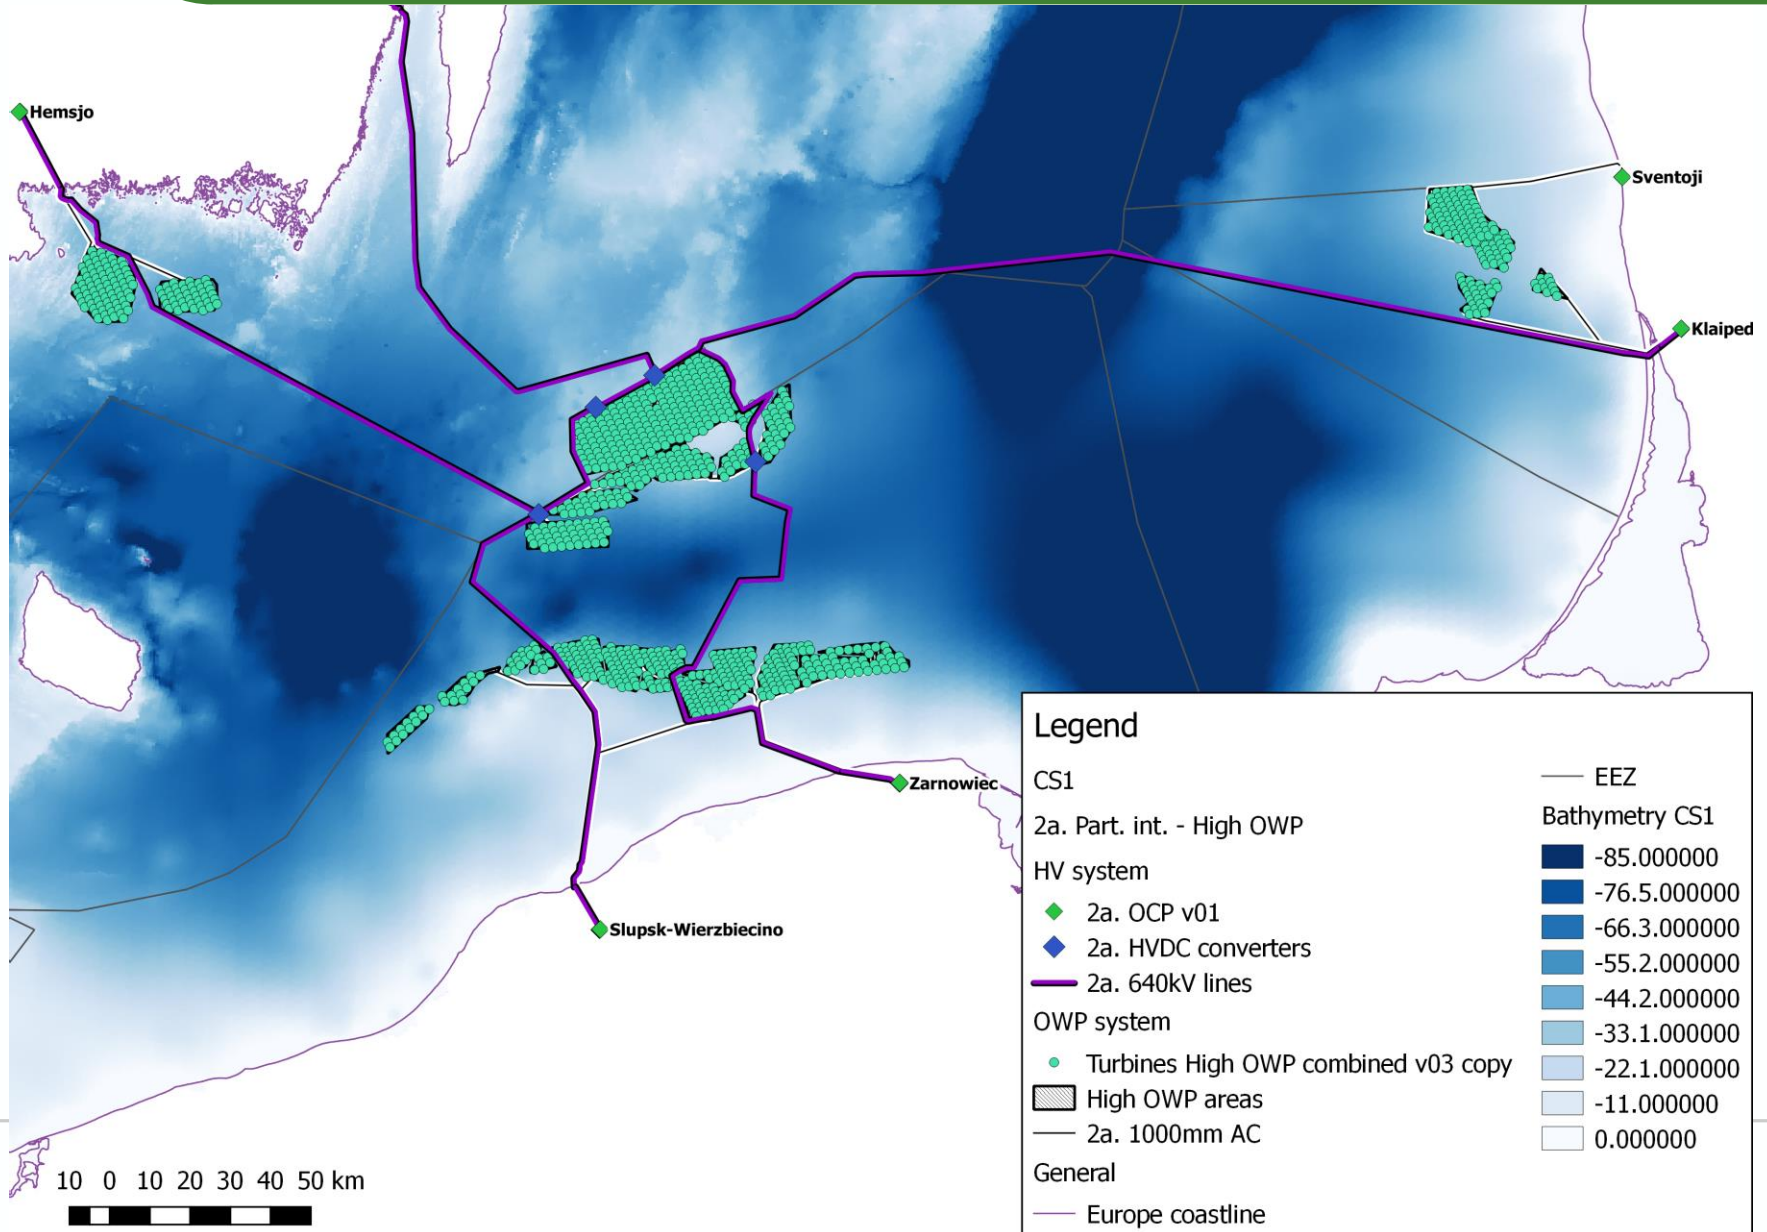 Hemsjo
Sventoji
Klaiped
Zarnowiec
Slupsk-Wierzbiecino
Legend
CS1
2a. Part. int. - High OWP
HV system
2a. OCP v01
2a. HVDC converters
2a. 640kV lines
OWP system
Turbines High OWP combined v03 copy
High OWP areas
2a. 1000mm AC
General
Europe coastline
EEZ
Bathymetry CS1
-85.000000
-76.5.000000
-66.3.000000
-55.2.000000
-44.2.000000
-33.1.000000
-22.1.000000
-11.000000
0.000000
10 0 10 20 30 40 50 km